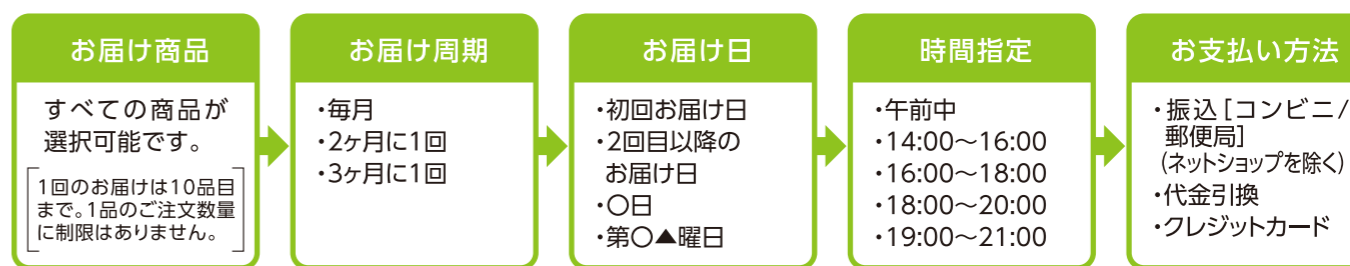 お届け商品
すべての商品が
選択可能です。
1回のお届けは10品目
まで。1品のご注文数量
に制限はありません。
お届け周期
・毎月
・2ヶ月に1回
・3ヶ月に1回
お届け日
・初回お届け日
・2回目以降の
お届け日
・〇日
・第〇▲曜日
時間指定
・午前中
・14:00～16:00
・16:00～18:00
・18:00～20:00
・19:00～21:00
お支払い方法
・振込[コンビニ/
郵便局]
(ネットショップを除く)
・代金引換
・クレジットカード